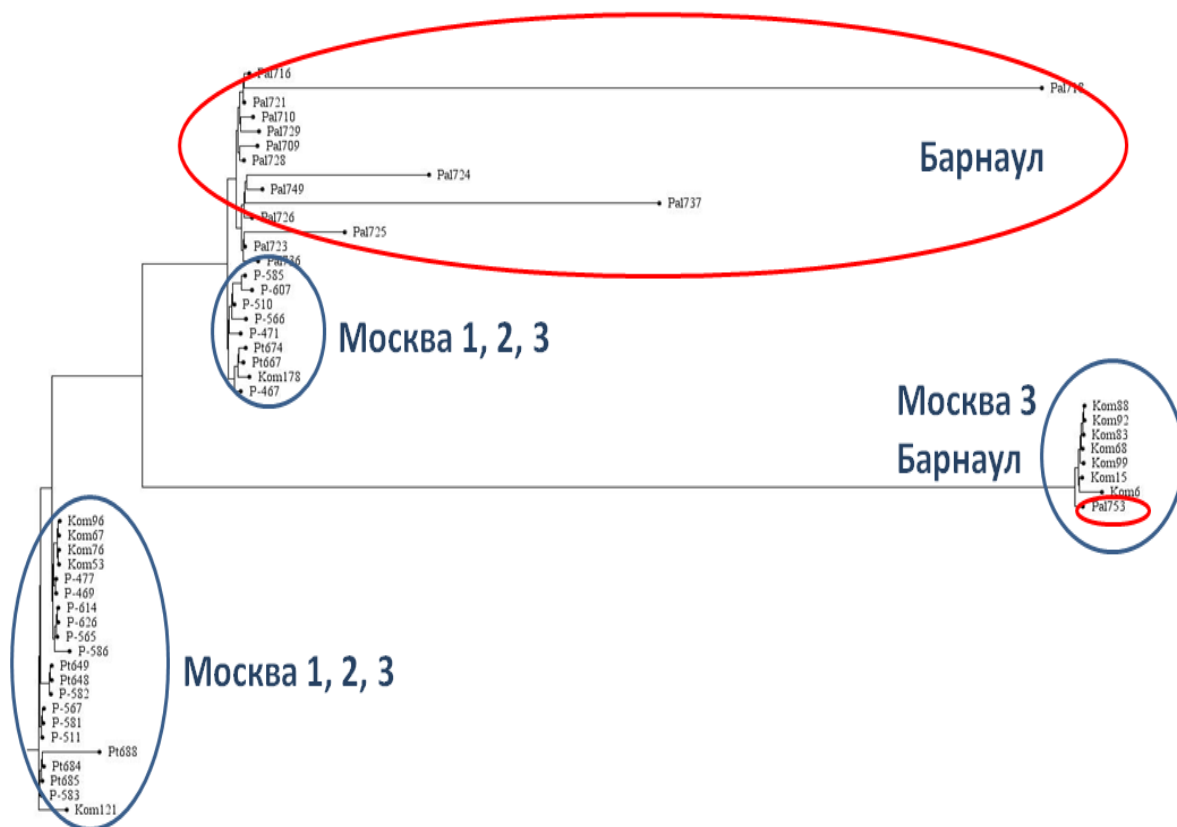 Pal716
Pal718
Pal721
Pal710
Pal729
Pal709
Pal728
Барнаул
Pal724
Pal749
Pal737
Pal726
Pal725
Pal723
Pal736
P-585
P-607
P-510
P-566
P-471
Москва 1, 2, 3
Pt674
Pt667
Kom178
P-467
Москва 3
Барнаул
Kom88
Kom92
Kom83
Kom68
Kom99
Kom15
Kom6
Pal753
Kom96
Kom67
Kom76
Kom53
P-477
P-469
P-614
P-626
P-565
P-586
Pt649
Pt648
P-582
P-567
P-581
P-511
Москва 1, 2, 3
Pt688
Pt684
Pt685
P-583
Kom121